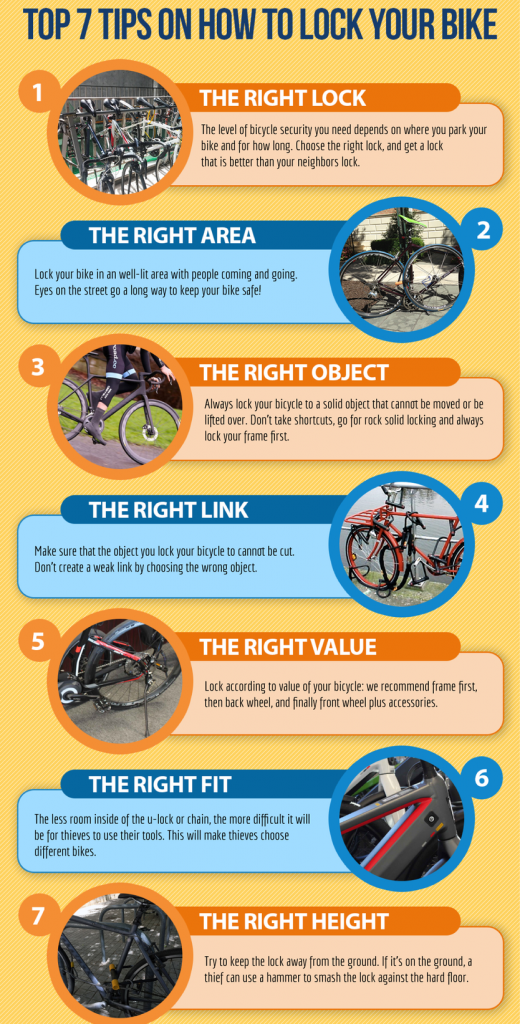 TOP 7 TIPS ON HOW TO LOCK YOUR BIKE
1
THE RIGHT LOCK
The level of bicycle security you need depends on where you park your
bike and for how long. Choose the right lock, and get a lock
that is better than your neighbors lock.
2
THE RIGHT AREA
Lock your bike in an well-lit area with people coming and going.
Eyes on the street go a long way to keep your bike safe!
3
THE RIGHT OBJECT
Always lock your bicycle to a solid object that cannot be moved or be
lifted over. Don't take shortcuts, go for rock solid locking and always
lock your frame first.
4
THE RIGHT LINK
Make sure that the object you lock your bicycle to cannot be cut.
Don't create a weak link by choosing the wrong object.
5
THE RIGHT VALUE
Lock according to value of your bicycle: we recommend frame first,
then back wheel, and finally front wheel plus accessories.
6
THE RIGHT FIT
The less room inside of the u-lock or chain, the more difficult it will
be for thieves to use their tools. This will make thieves choose
different bikes.
7
THE RIGHT HEIGHT
Try to keep the lock away from the ground. If it's on the ground, a
thief can use a hammer to smash the lock against the hard floor.